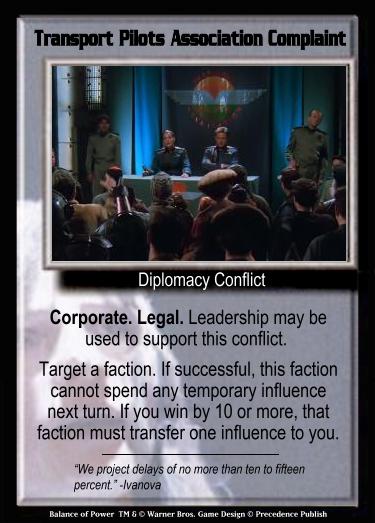 Transport Pilots Association Complaint
Diplomacy Conflict
Corporate. Legal. Leadership may be
used to support this conflict.
Target a faction. If successful, this faction
cannot spend any temporary influence
next turn. If you win by 10 or more, that
faction must transfer one influence to you.
“We project delays of no more than ten to fifteen
percent.” -Ivanova
Balance of Power TM & © Warner Bros. Game Design © Precedence Publish